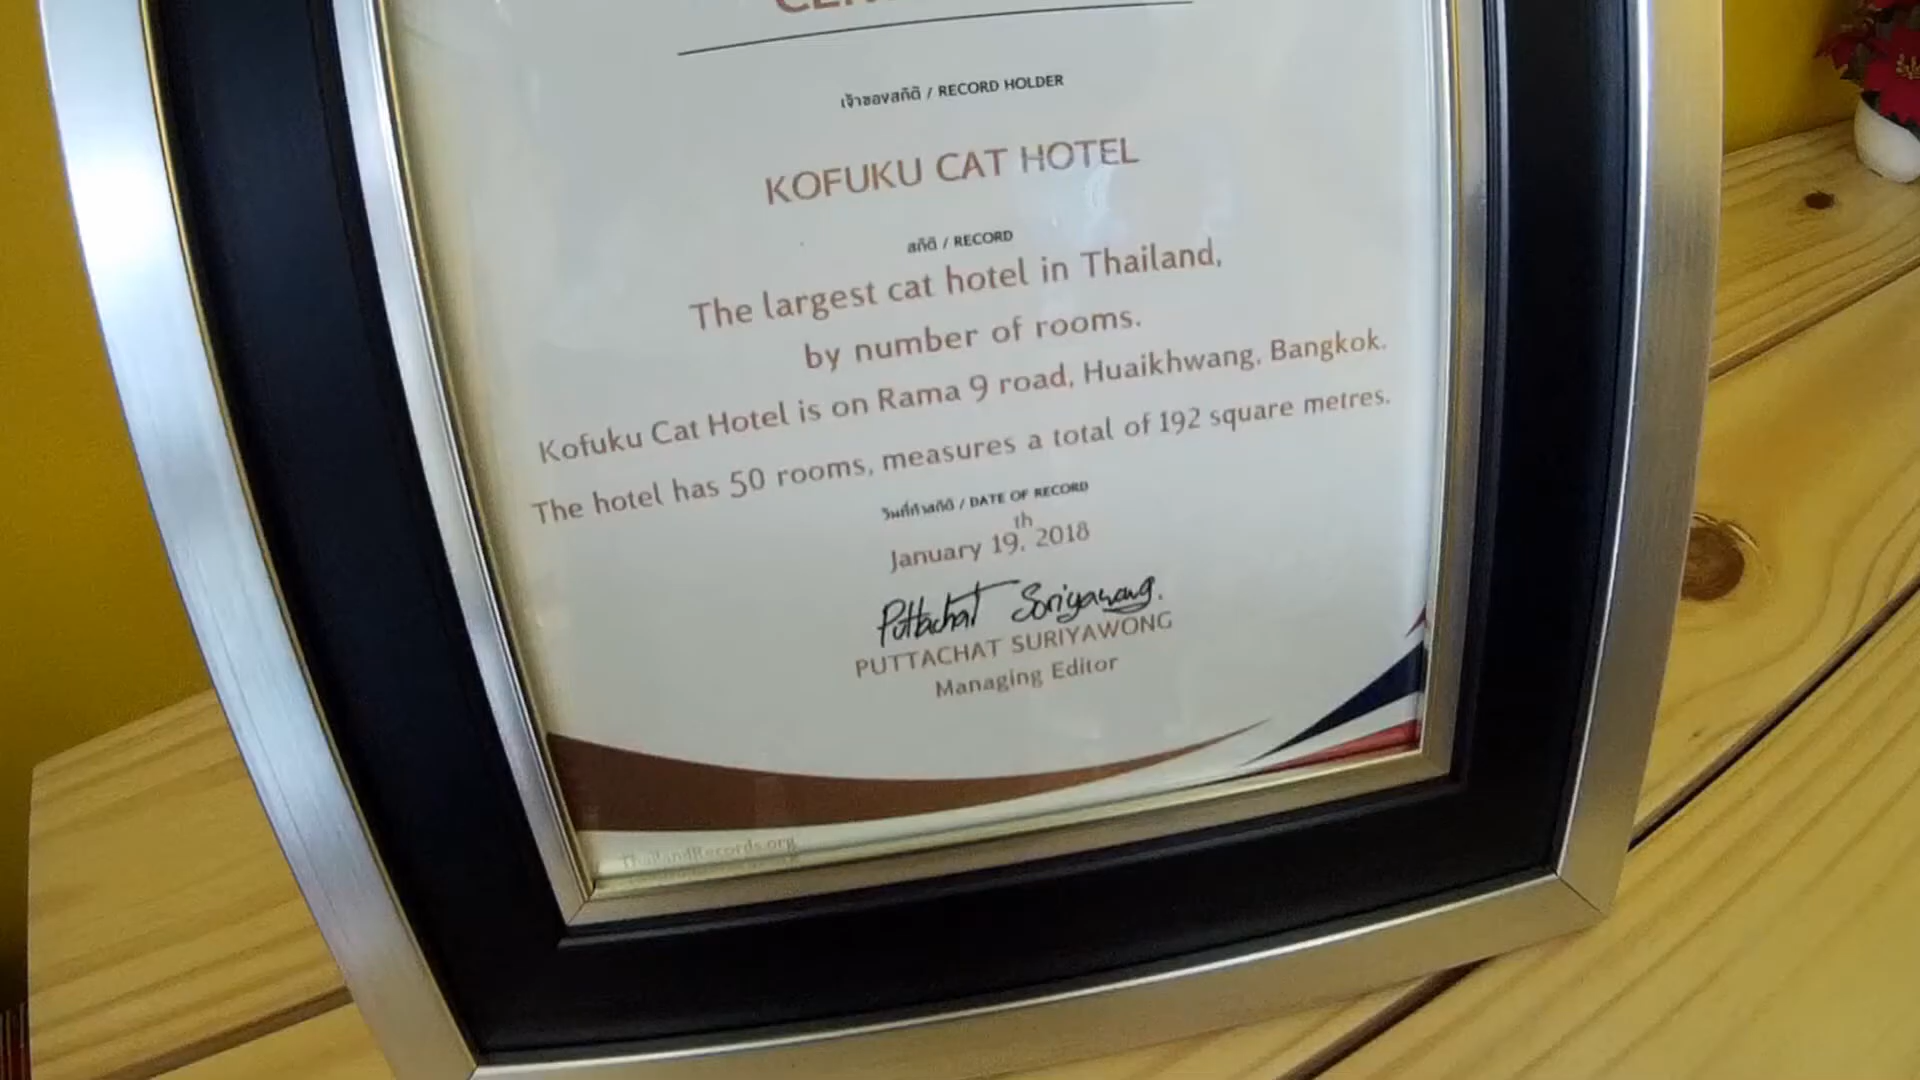 เจ้าของสถิติ / RECORD HOLDER
KOFUKU CAT HOTEL
สถิติ / RECORD
The largest cat hotel in Thailand,
by number of rooms.
Kofuku Cat Hotel is on Rama 9 road, Huaikhwang, Bangkok.
The hotel has 50 rooms, measures a total of 192 square metres.
วันที่ทำสถิติ / DATE OF RECORD
January 19th, 2018
Puttachat Suriyawong.
PUTTACHAT SURIYAWONG
Managing Editor
ThailandRecords.org